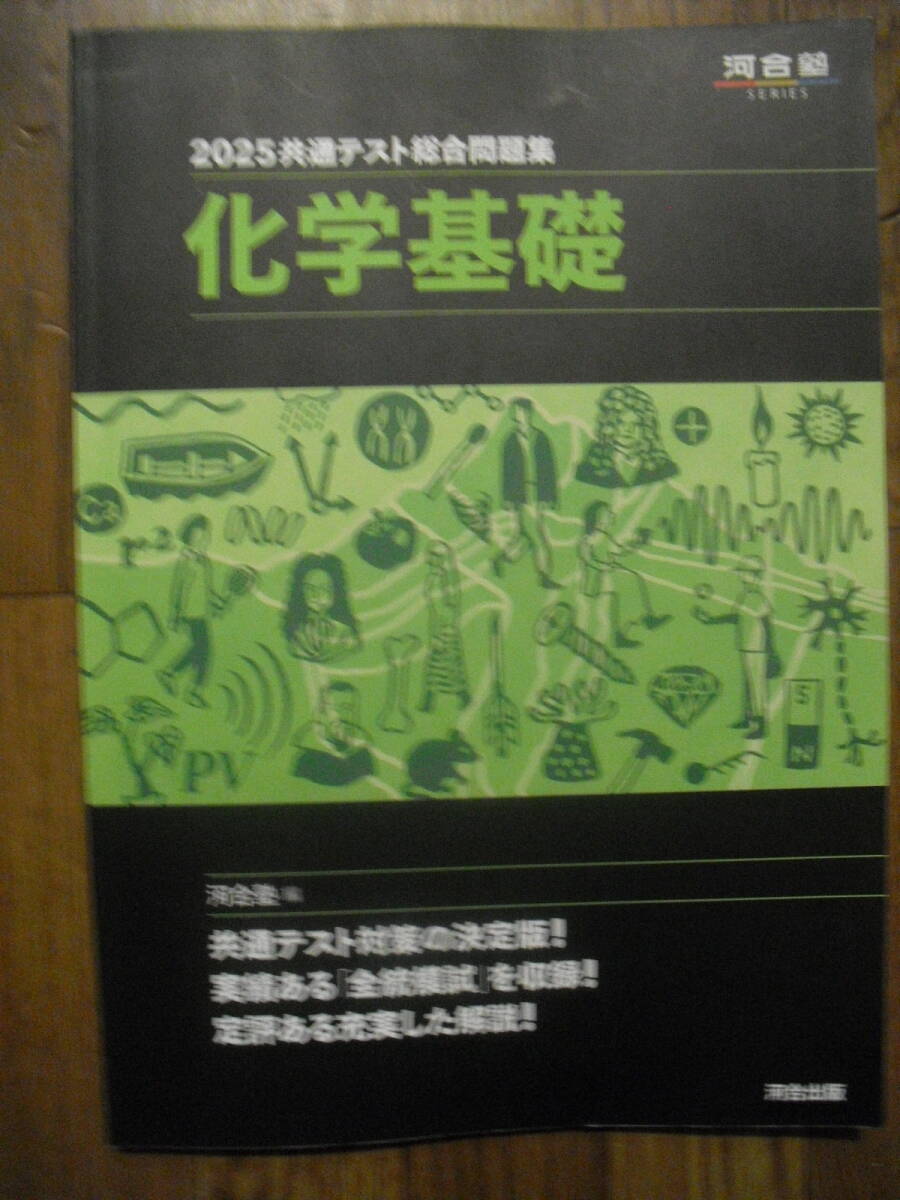 河合塾
SERIES
2025共通テスト総合問題集
化学基礎
PV
S
N
河合塾 編
共通テスト対策の決定版!
実績ある「全統模試」を収録!
定評ある充実した解説!
河合出版